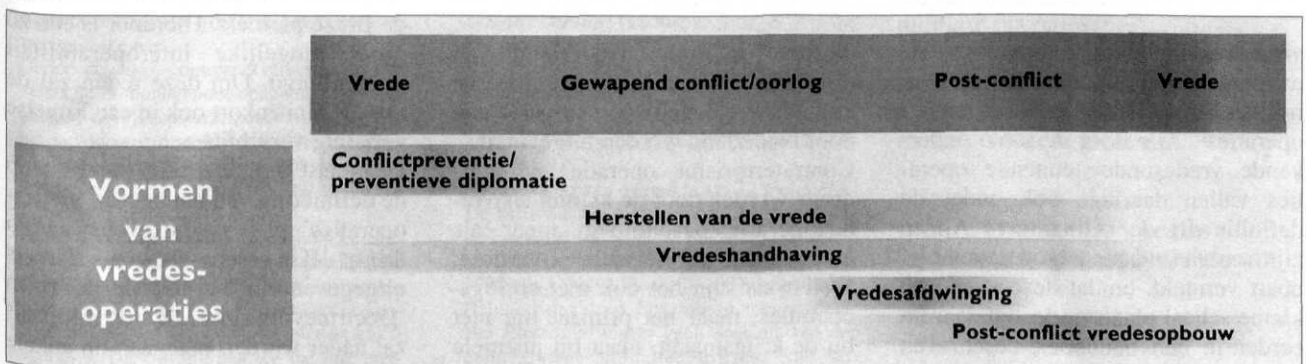 Vrede Gewapend conflict/oorlog Post-conflict Vrede
Vormen
van
vredes-
operaties
Conflictpreventie/
preventieve diplomatie
Herstellen van de vrede
Vredeshandhaving
Vredesafdwinging
Post-conflict vredesopbouw